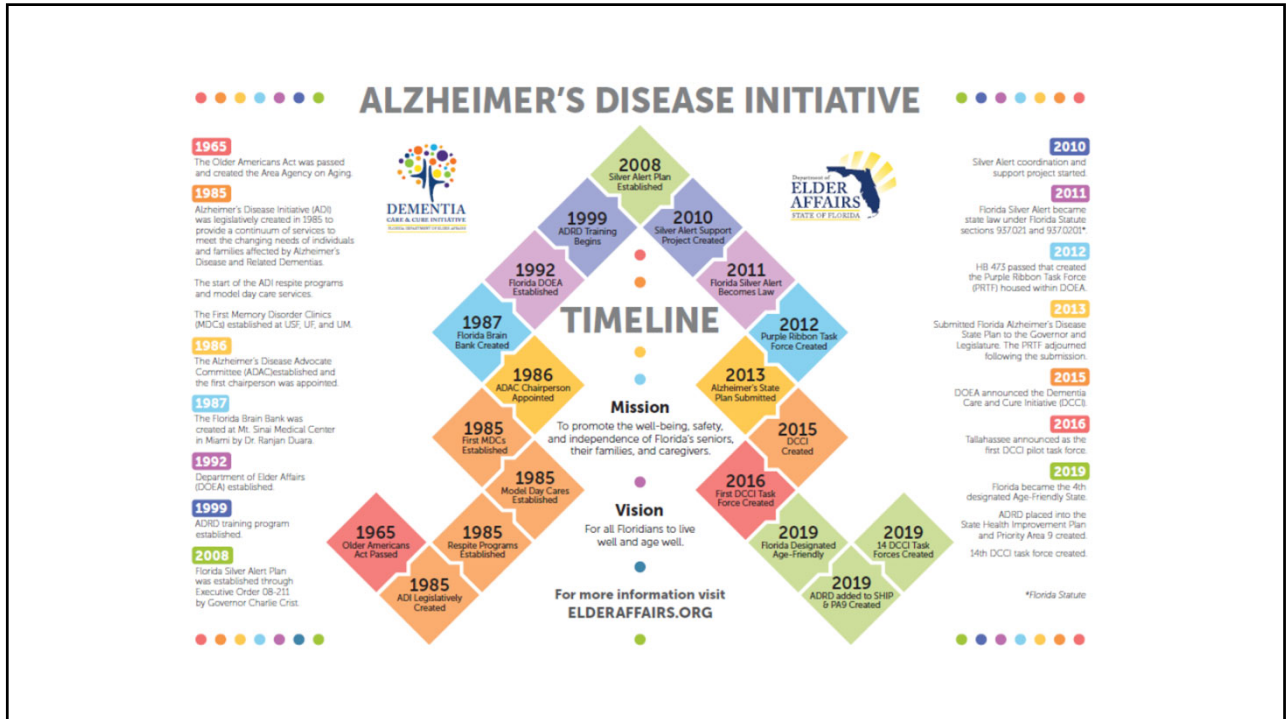 ALZHEIMER'S DISEASE INITIATIVE
1965
The Older Americans Act was passed
and created the Area Agency on Aging.
1985
Alzheimer's Disease Initiative (ADI)
was legislatively created in 1985 to
provide a continuum of services to
meet the changing needs of individuals
and families affected by Alzheimer's
Disease and Related Dementias.
The start of the ADI respite programs
and model day care services.
The First Memory Disorder Clinics
(MDCs) established at USF, UF, and UM.
1986
The Alzheimer's Disease Advocate
Committee (ADAC)established and
the first chairperson was appointed.
1987
The Florida Brain Bank was
created at Mt. Sinai Medical Center
in Miami by Dr. Ranjan Duara.
1992
Department of Elder Affairs
(DOEA) established.
1999
ADRD training program
established.
2008
Florida Silver Alert Plan
was established through
Executive Order 08-211
by Governor Charlie Crist.
DEMENTIA
CARE & CURE INITIATIVE
FLORIDA DEPARTMENT OF ELDER AFFAIRS
Department of
ELDER
AFFAIRS
STATE OF FLORIDA
1965
Older Americans
Act Passed
1985
ADI Legislatively
Created
1985
Respite Programs
Established
1985
Model Day Cares
Established
1985
First MDCs
Established
1986
ADAC Chairperson
Appointed
1987
Florida Brain
Bank Created
1992
Florida DOEA
Established
1999
ADRD Training
Begins
2008
Silver Alert Plan
Established
2010
Silver Alert Support
Project Created
2011
Florida Silver Alert
Becomes Law
2012
Purple Ribbon Task
Force Created
2013
Alzheimer's State
Plan Submitted
2015
DCCI
Created
2016
First DCCI Task
Force Created
2019
Florida Designated
Age-Friendly
2019
ADRD added to SHIP
& PA9 Created
2019
14 DCCI Task
Forces Created
TIMELINE
Mission
To promote the well-being, safety,
and independence of Florida's seniors,
their families, and caregivers.
Vision
For all Floridians to live
well and age well.
For more information visit
ELDERAFFAIRS.ORG
2010
Silver Alert coordination and
support project started.
2011
Florida Silver Alert became
state law under Florida Statute
sections 937.021 and 937.0201*.
2012
HB 473 passed that created
the Purple Ribbon Task Force
(PRTF) housed within DOEA.
2013
Submitted Florida Alzheimer's Disease
State Plan to the Governor and
Legislature. The PRTF adjourned
following the submission.
2015
DOEA announced the Dementia
Care and Cure Initiative (DCCI).
2016
Tallahassee announced as the
first DCCI pilot task force.
2019
Florida became the 4th
designated Age-Friendly State.
ADRD placed into the
State Health Improvement Plan
and Priority Area 9 created.
14th DCCI task force created.
*Florida Statute